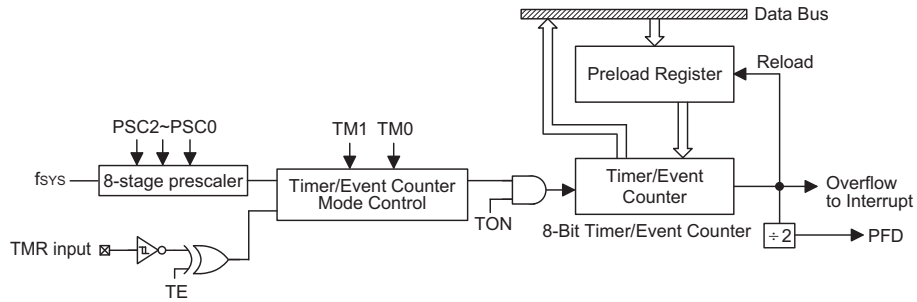 Data Bus
Preload Register
Reload
PSC2~PSC0
TM1 TM0
fSYS
8-stage prescaler
Timer/Event Counter
Mode Control
Timer/Event
Counter
Overflow
to Interrupt
TON
8-Bit Timer/Event Counter
÷2
PFD
TMR input
TE